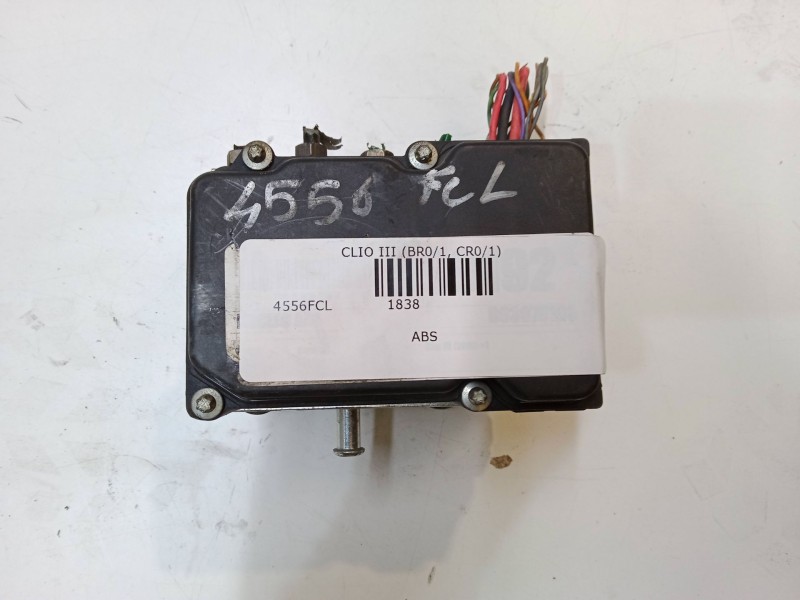 4556 FCL
CLIO III (BR0/1, CR0/1)
4556FCL 1838
ABS